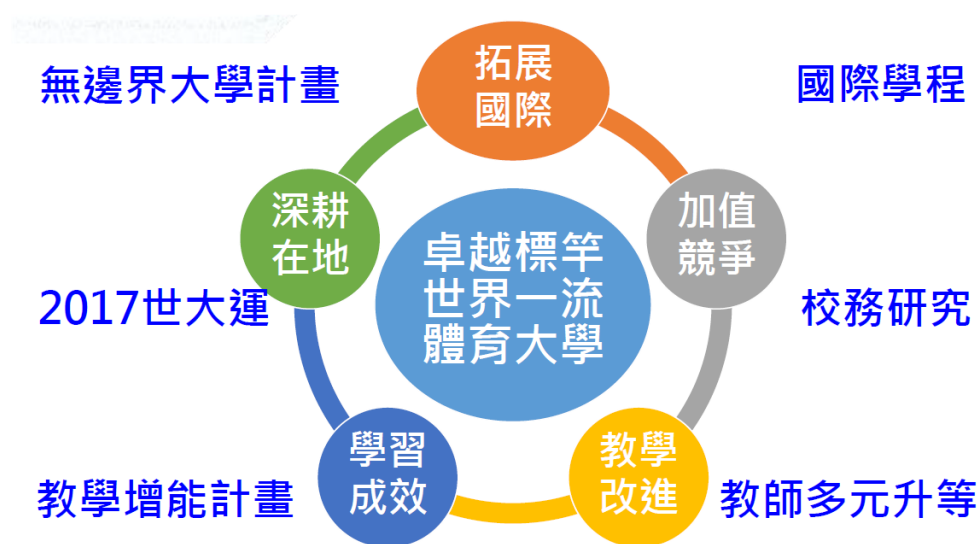 無邊界大學計畫
拓展
國際
國際學程
深耕
在地
加值
競爭
卓越標竿
世界一流
體育大學
2017世大運
校務研究
學習
成效
教學
改進
教學增能計畫
教師多元升等